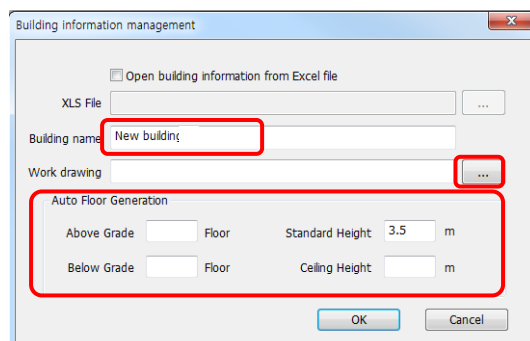 Building information management
Open building information from Excel file
XLS File ...
Building name New building
Work drawing ...
Auto Floor Generation
Above Grade Floor Standard Height 3.5 m
Below Grade Floor Ceiling Height m
OK Cancel